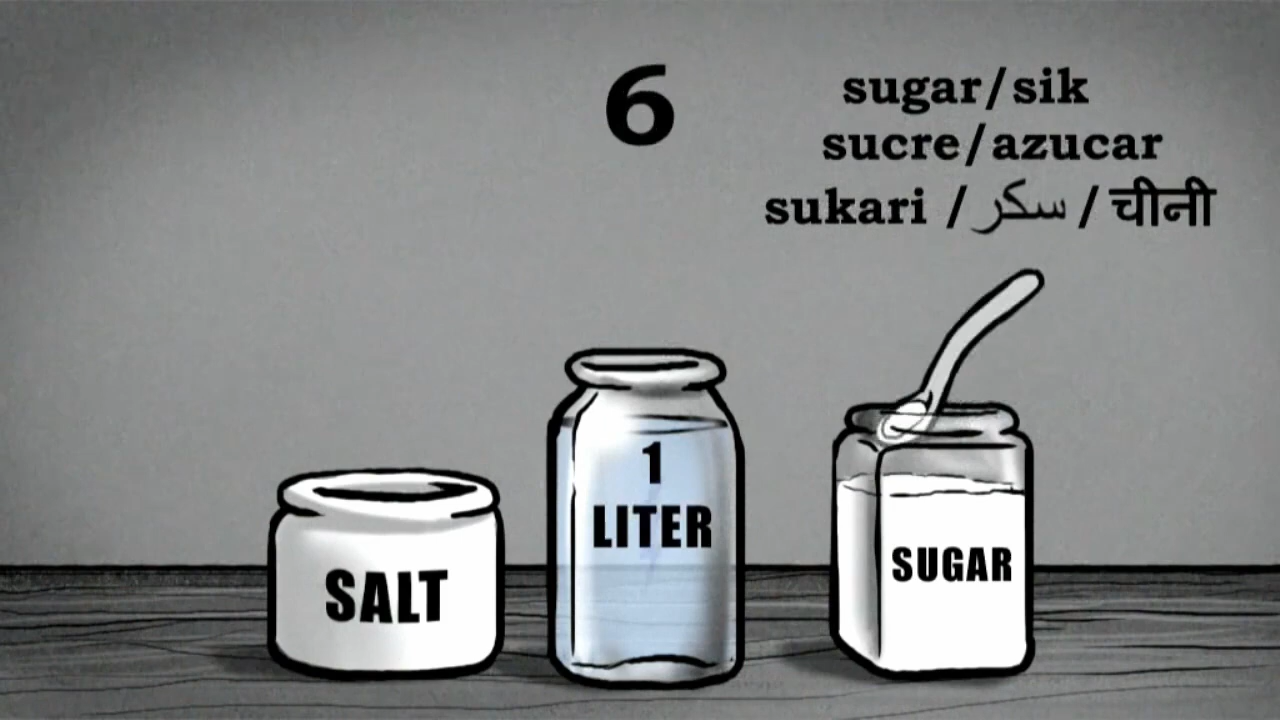 6
sugar/sik
sucre/azucar
sukari / سكر / चीनी
1
LITER
SALT
SUGAR